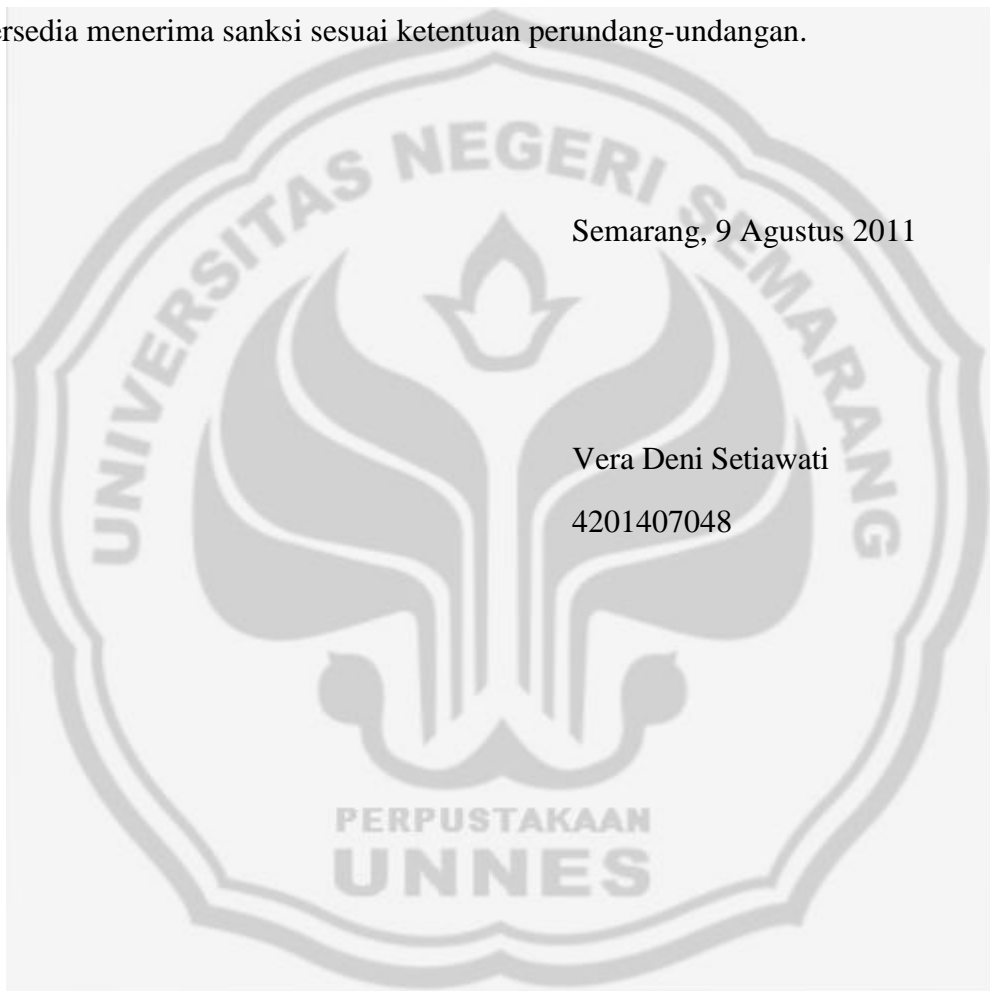 ersedia menerima sanksi sesuai ketentuan perundang-undangan.
UNIVERSITAS NEGERI SEMARANG
Semarang, 9 Agustus 2011
Vera Deni Setiawati
4201407048
PERPUSTAKAAN
UNNES